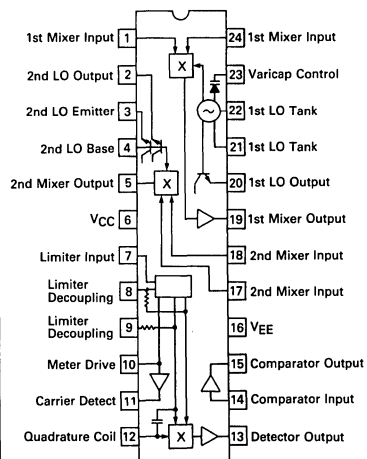 1st Mixer Input 1
24 1st Mixer Input
X
2nd LO Output 2
23 Varicap Control
2nd LO Emitter 3
22 1st LO Tank
2nd LO Base 4
21 1st LO Tank
2nd Mixer Output 5
X
20 1st LO Output
VCC 6
19 1st Mixer Output
Limiter Input 7
18 2nd Mixer Input
Limiter
Decoupling 8
17 2nd Mixer Input
Limiter
Decoupling 9
16 VEE
Meter Drive 10
15 Comparator Output
Carrier Detect 11
14 Comparator Input
Quadrature Coil 12
X
13 Detector Output